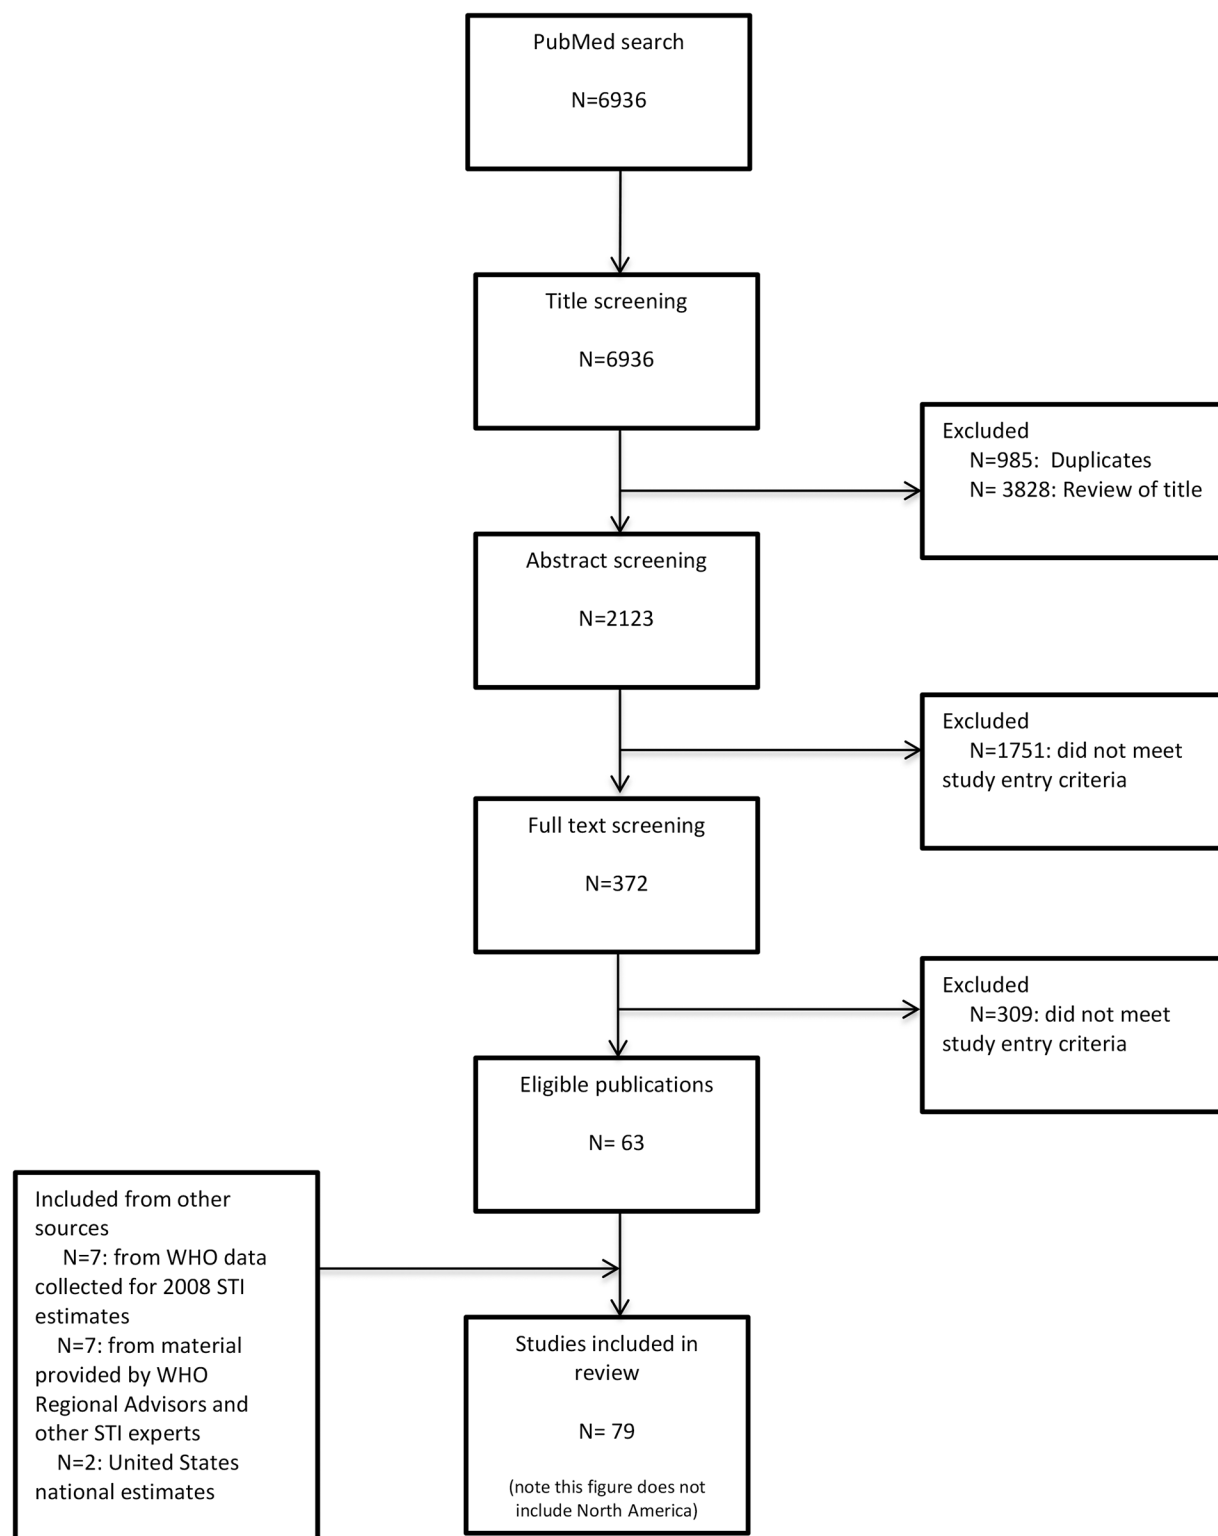 PubMed search
N=6936
Title screening
N=6936
Excluded
N=985:  Duplicates
N= 3828: Review of title
Abstract screening
N=2123
Excluded
N=1751: did not meet
study entry criteria
Full text screening
N=372
Excluded
N=309: did not meet
study entry criteria
Eligible publications
N= 63
Included from other
sources
N=7: from WHO data
collected for 2008 STI
estimates
N=7: from material
provided by WHO
Regional Advisors and
other STI experts
N=2: United States
national estimates
Studies included in
review
N= 79
(note this figure does not
include North America)